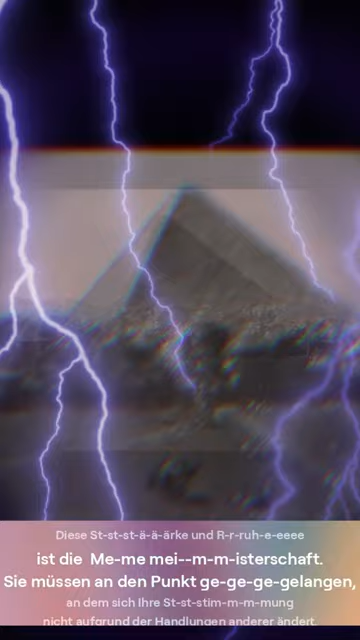 Diese St-st-st-ä-ä-ärke und R-r-ruh-e-eeee
ist die Me-me mei--m-m-isterschaft.
Sie müssen an den Punkt ge-ge-ge-gelangen,
an dem sich Ihre St-st-stim-m-m-mung
nicht aufgrund der Handlungen anderer ändert.